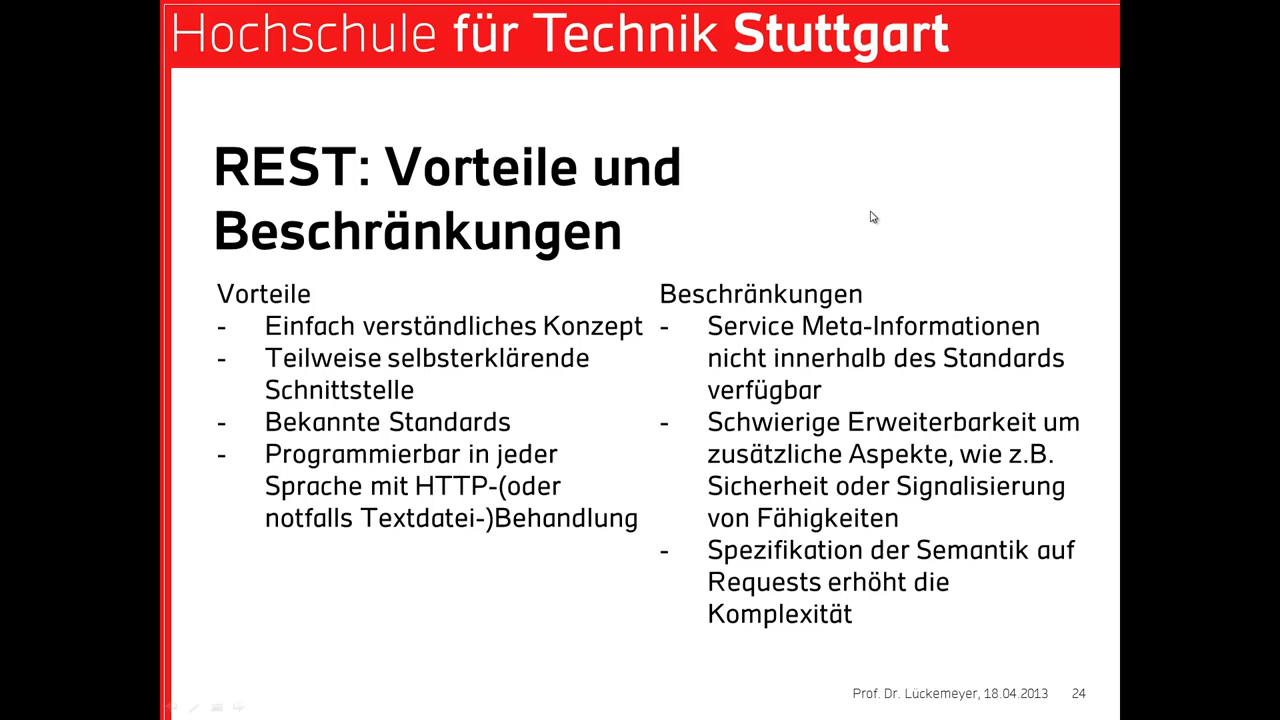 Hochschule für Technik Stuttgart
REST: Vorteile und
Beschränkungen
Vorteile
- Einfach verständliches Konzept
- Teilweise selbsterklärende
Schnittstelle
- Bekannte Standards
- Programmierbar in jeder
Sprache mit HTTP-(oder
notfalls Textdatei-)Behandlung
Beschränkungen
- Service Meta-Informationen
nicht innerhalb des Standards
verfügbar
- Schwierige Erweiterbarkeit um
zusätzliche Aspekte, wie z.B.
Sicherheit oder Signalisierung
von Fähigkeiten
- Spezifikation der Semantik auf
Requests erhöht die
Komplexität
Prof. Dr. Lückemeyer, 18.04.2013 24